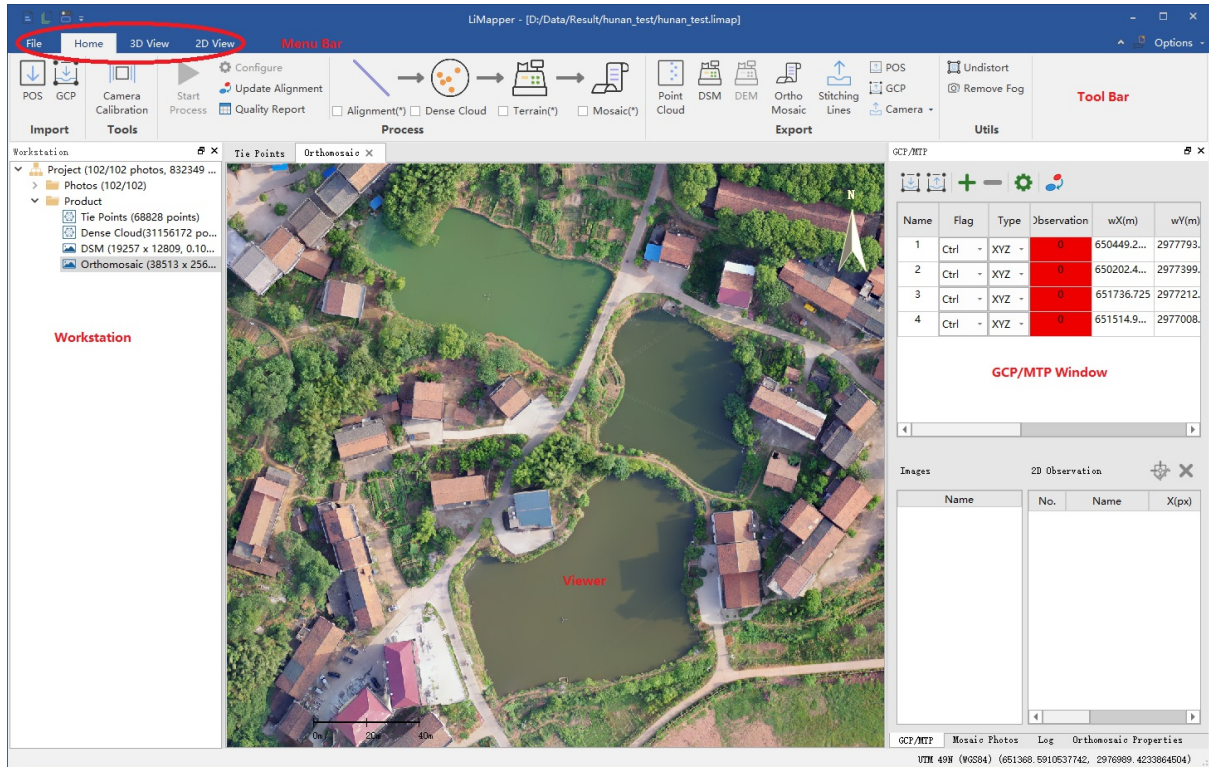 LiMapper - [D:/Data/Result/hunan_test/hunan_test.limap]
File Home 3D View 2D View Menu Bar Options
POS GCP Camera Calibration Start Process
Configure
Update Alignment
Quality Report
Alignment(*) Dense Cloud Terrain(*) Mosaic(*)
Point Cloud DSM DEM Ortho Mosaic Stitching Lines
POS
GCP
Camera
Undistort
Remove Fog
Tool Bar
Import Tools Process Export Utils
Workstation
Project (102/102 photos, 832349 ...
Photos (102/102)
Product
Tie Points (68828 points)
Dense Cloud(31156172 po...
DSM (19257 x 12809, 0.10...
Orthomosaic (38513 x 256...
Workstation
Tie Points Orthomosaic
N
Viewer
0m 20m 40m
GCP/MTP
Name Flag Type Observation wX(m) wY(m)
1 Ctrl XYZ 0 650449.2... 2977793.
2 Ctrl XYZ 0 650202.4... 2977399.
3 Ctrl XYZ 0 651736.725 2977212.
4 Ctrl XYZ 0 651514.9... 2977008.
GCP/MTP Window
Images 2D Observation
Name No. Name X(px)
GCP/MTP Mosaic Photos Log Orthomosaic Properties
UTM 49N (WGS84) (651368.5910537742, 2976989.4233864504)